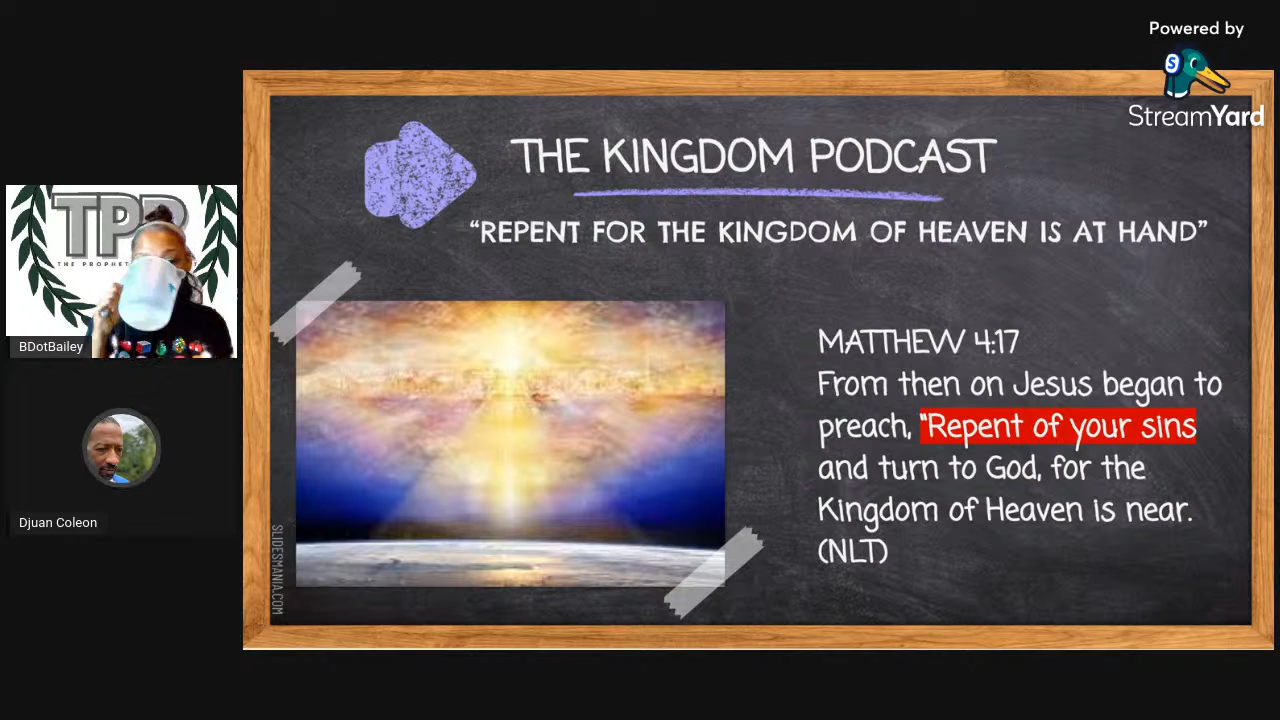 Powered by
StreamYard
THE KINGDOM PODCAST
“REPENT FOR THE KINGDOM OF HEAVEN IS AT HAND”
MATTHEW 4:17
From then on Jesus began to
preach, “Repent of your sins
and turn to God, for the
Kingdom of Heaven is near.
(NLT)
SLIDESMANIA.COM
TPP
THE PROPHET
BDotBailey
Djuan Coleon